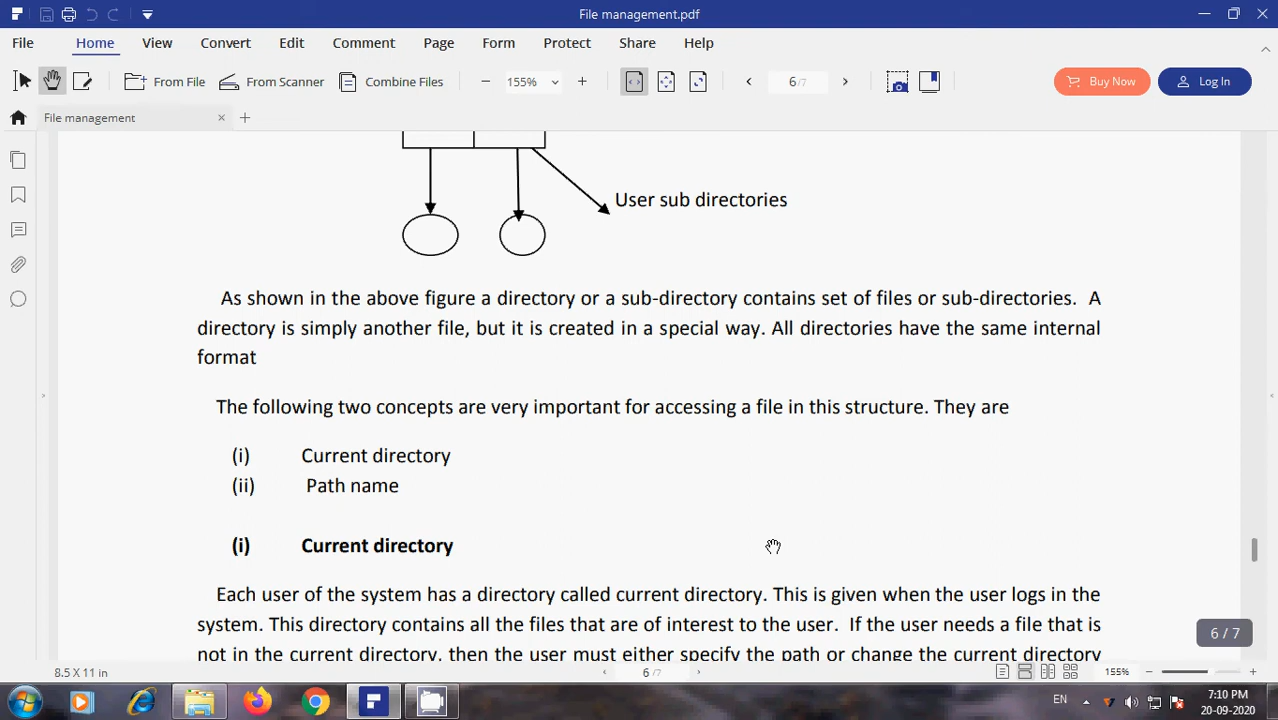 File management.pdf
File Home View Convert Edit Comment Page Form Protect Share Help
From File From Scanner Combine Files 155% 6/7 Buy Now Log In
File management
User sub directories
As shown in the above figure a directory or a sub-directory contains set of files or sub-directories. A
directory is simply another file, but it is created in a special way. All directories have the same internal
format
The following two concepts are very important for accessing a file in this structure. They are
(i) Current directory
(ii) Path name
(i) Current directory
Each user of the system has a directory called current directory. This is given when the user logs in the
system. This directory contains all the files that are of interest to the user. If the user needs a file that is
not in the current directory, then the user must either specify the path or change the current directory
6 / 7
8.5 X 11 in 6 /7 155%
EN 7:10 PM
20-09-2020